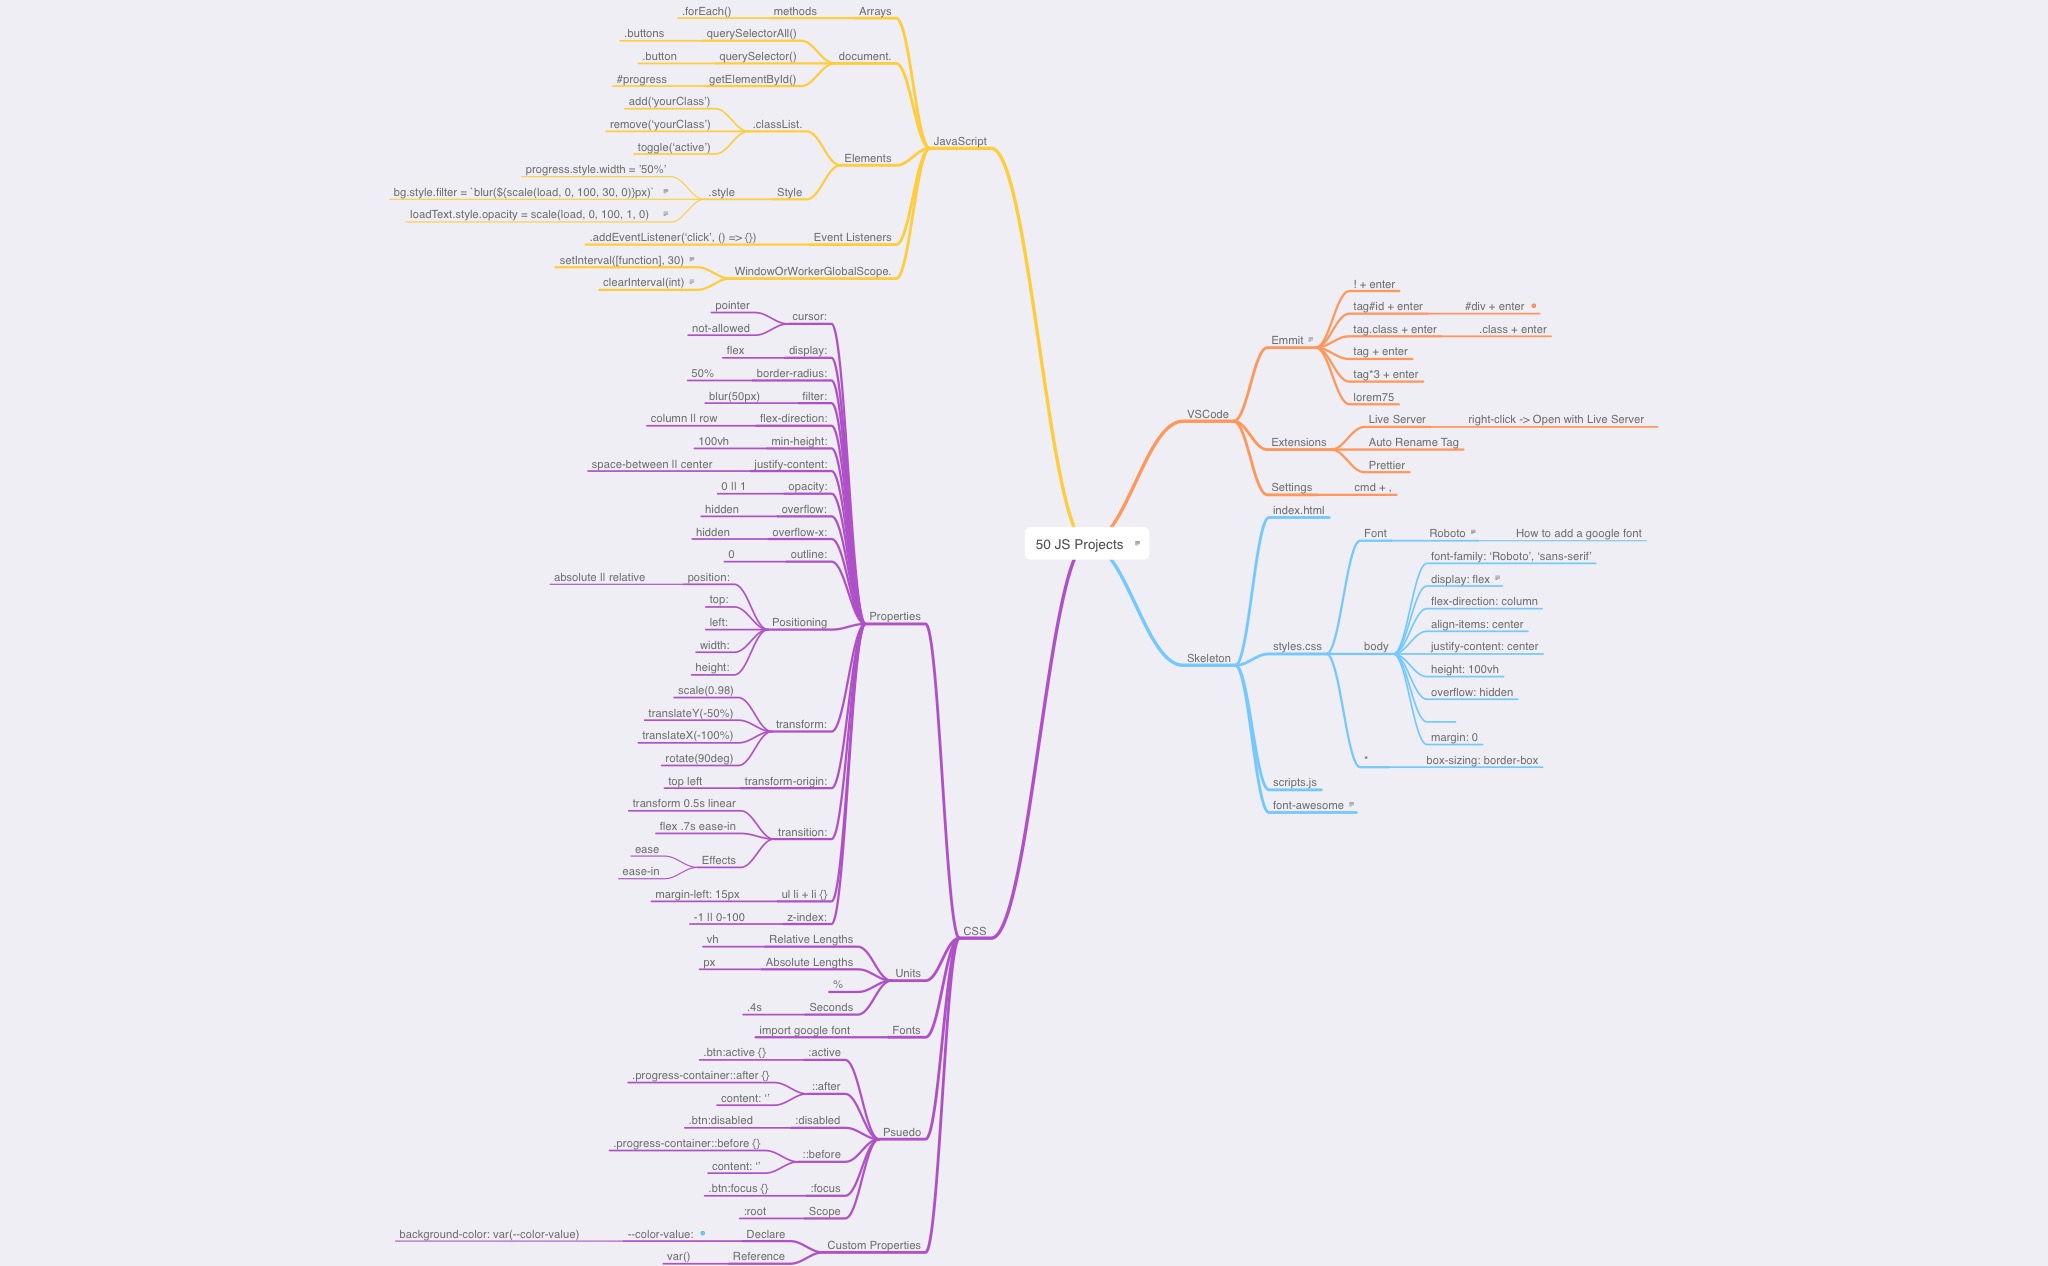 50 JS Projects
JavaScript
Arrays
methods
.forEach()
document.
querySelectorAll()
.buttons
querySelector()
.button
getElementById()
#progress
Elements
.classList.
add(‘yourClass’)
remove(‘yourClass’)
toggle(‘active’)
Style
.style
progress.style.width = ’50%’
bg.style.filter = `blur(${scale(load, 0, 100, 30, 0)}px)`
loadText.style.opacity = scale(load, 0, 100, 1, 0)
Event Listeners
.addEventListener(‘click’, () => {})
WindowOrWorkerGlobalScope.
setInterval([function], 30)
clearInterval(int)
VSCode
Emmit
! + enter
tag#id + enter
#div + enter
tag.class + enter
.class + enter
tag + enter
tag*3 + enter
lorem75
Extensions
Live Server
right-click -> Open with Live Server
Auto Rename Tag
Prettier
Settings
cmd + ,
Skeleton
index.html
styles.css
Font
Roboto
How to add a google font
body
font-family: ‘Roboto’, ‘sans-serif’
display: flex
flex-direction: column
align-items: center
justify-content: center
height: 100vh
overflow: hidden
margin: 0
*
box-sizing: border-box
scripts.js
font-awesome
CSS
Properties
cursor:
pointer
not-allowed
display:
flex
border-radius:
50%
filter:
blur(50px)
flex-direction:
column || row
min-height:
100vh
justify-content:
space-between || center
opacity:
0 || 1
overflow:
hidden
overflow-x:
hidden
outline:
0
Positioning
position:
absolute || relative
top:
left:
width:
height:
transform:
scale(0.98)
translateY(-50%)
translateX(-100%)
rotate(90deg)
transform-origin:
top left
transition:
transform 0.5s linear
flex .7s ease-in
Effects
ease
ease-in
ul li + li {}
margin-left: 15px
z-index:
-1 || 0-100
Units
Relative Lengths
vh
Absolute Lengths
px
%
Seconds
.4s
Fonts
import google font
Psuedo
:active
.btn:active {}
::after
.progress-container::after {}
content: ‘’
:disabled
.btn:disabled
::before
.progress-container::before {}
content: ‘’
:focus
.btn:focus {}
Scope
:root
Custom Properties
Declare
--color-value:
background-color: var(--color-value)
Reference
var()